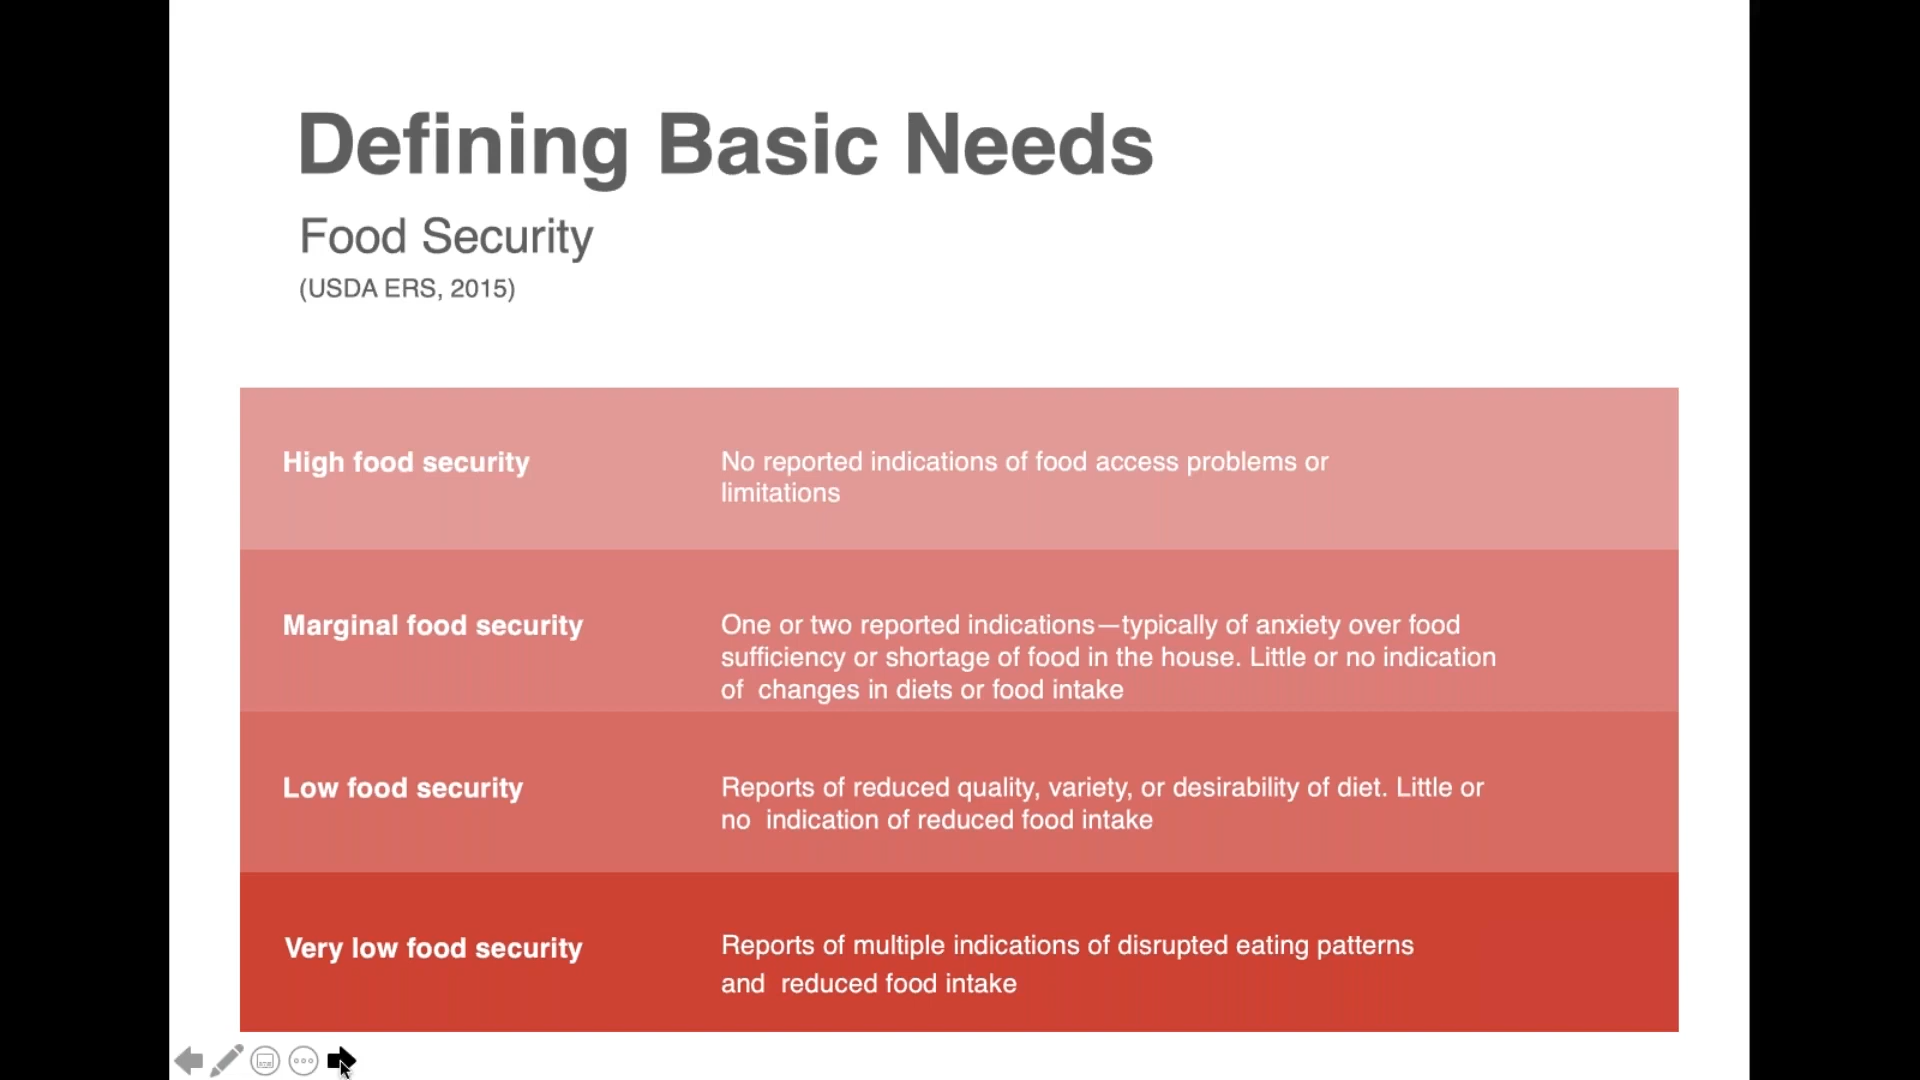 Defining Basic Needs
Food Security
(USDA ERS, 2015)
High food security
No reported indications of food access problems or
limitations
Marginal food security
One or two reported indications—typically of anxiety over food
sufficiency or shortage of food in the house. Little or no indication
of  changes in diets or food intake
Low food security
Reports of reduced quality, variety, or desirability of diet. Little or
no  indication of reduced food intake
Very low food security
Reports of multiple indications of disrupted eating patterns
and  reduced food intake